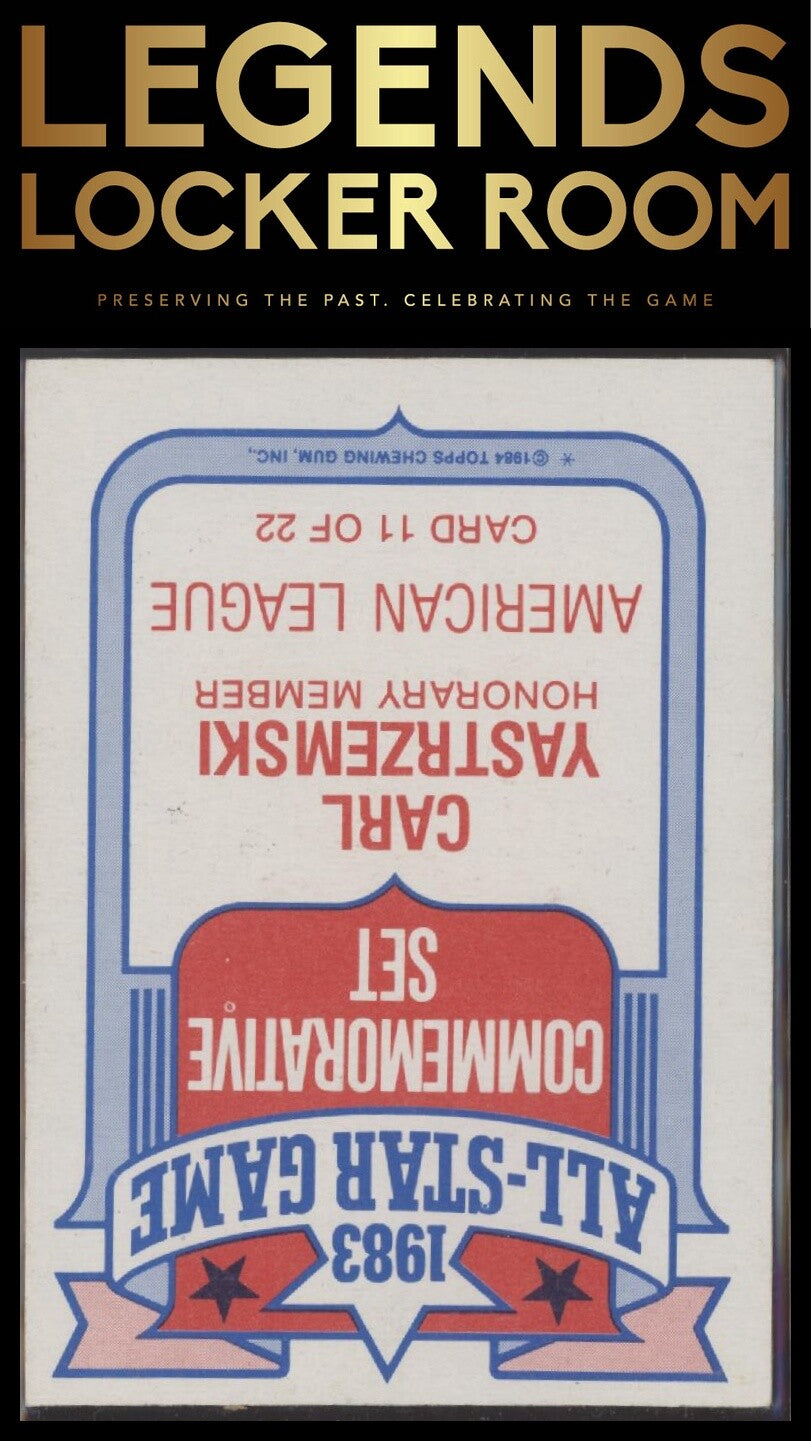 LEGENDS
LOCKER ROOM
PRESERVING THE PAST. CELEBRATING THE GAME
1983
ALL-STAR GAME
COMMEMORATIVE
SET
CARL
YASTRZEMSKI
HONORARY MEMBER
AMERICAN LEAGUE
CARD 11 OF 22
* ©1984 TOPPS CHEWING GUM, INC.,